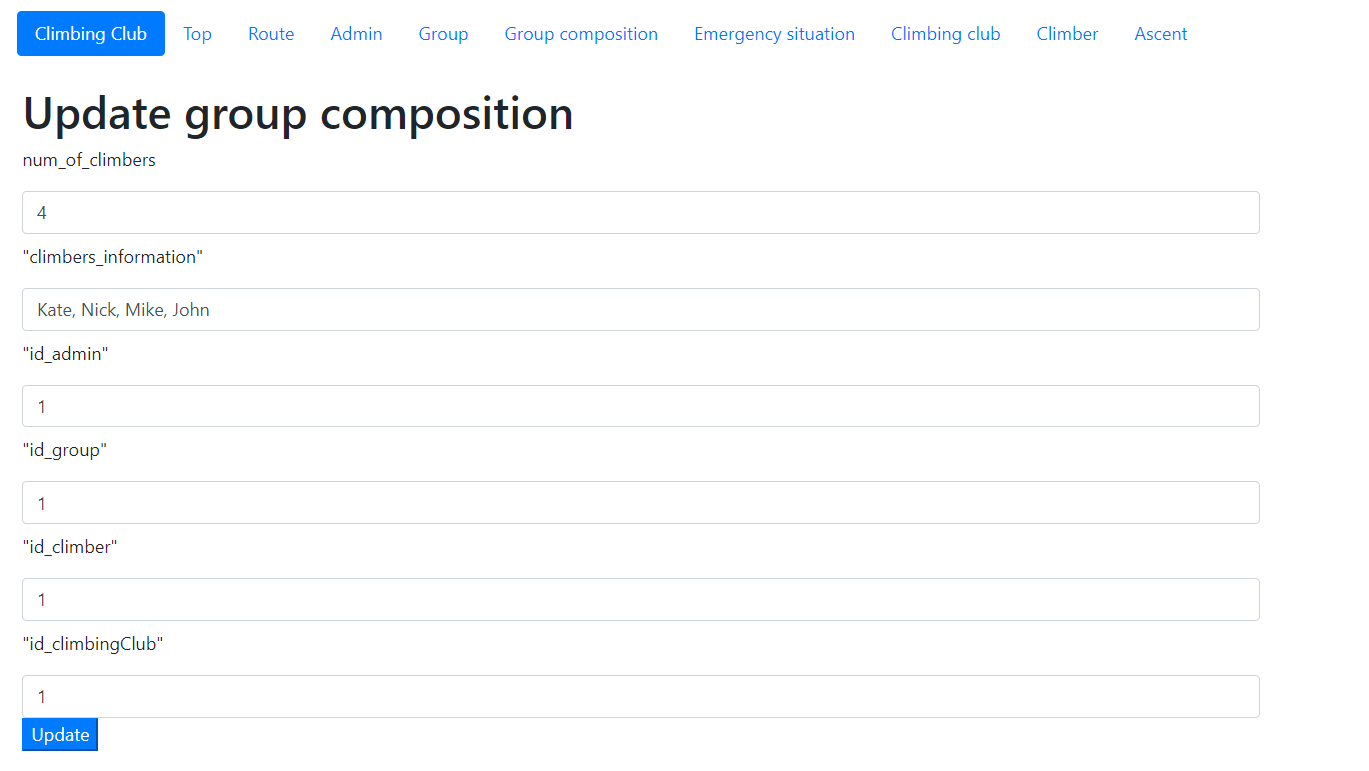 Climbing Club Top Route Admin Group Group composition Emergency situation Climbing club Climber Ascent
Update group composition
num_of_climbers
4
"climbers_information"
Kate, Nick, Mike, John
"id_admin"
1
"id_group"
1
"id_climber"
1
"id_climbingClub"
1
Update